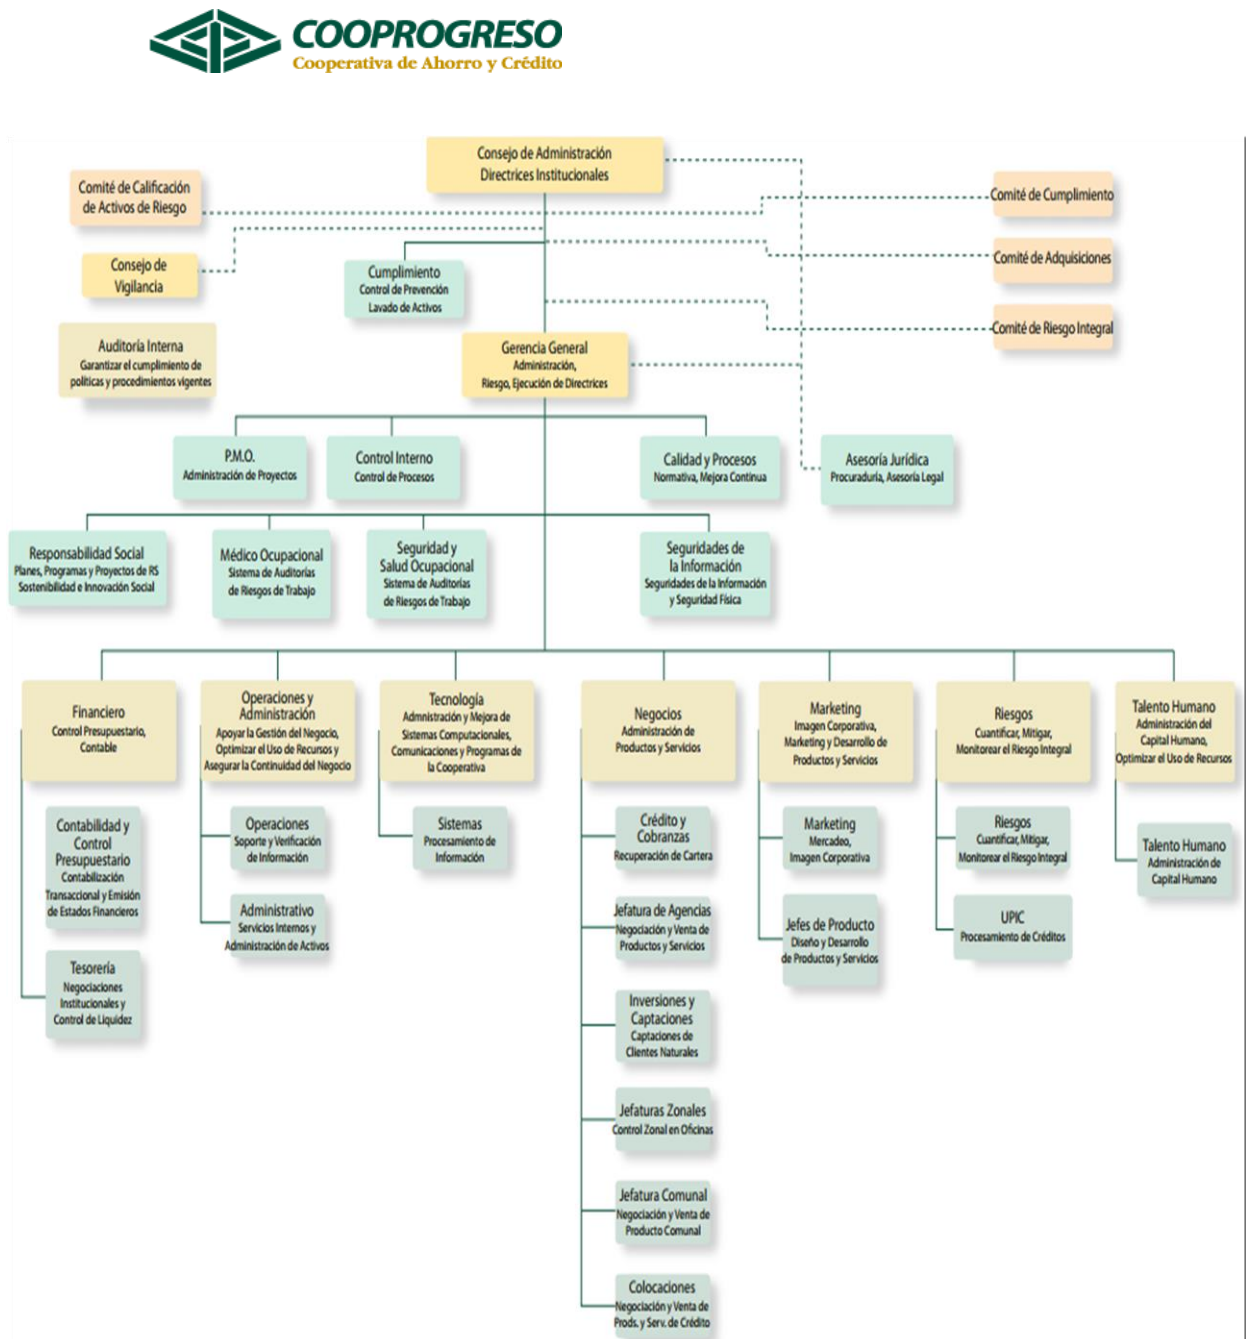 COOPROGRESO
Cooperativa de Ahorro y Crédito
Consejo de Administración
Directrices Institucionales
Comité de Calificación
de Activos de Riesgo
Comité de Cumplimiento
Consejo de
Vigilancia
Cumplimiento
Control de Prevención
Lavado de Activos
Comité de Adquisiciones
Comité de Riesgo Integral
Auditoría Interna
Garantizar el cumplimiento de
políticas y procedimientos vigentes
Gerencia General
Administración,
Riesgo, Ejecución de Directrices
P.M.O.
Administración de Proyectos
Control Interno
Control de Procesos
Calidad y Procesos
Normativa, Mejora Continua
Asesoría Jurídica
Procuraduría, Asesoría Legal
Responsabilidad Social
Planes, Programas y Proyectos de RS
Sostenibilidad e Innovación Social
Médico Ocupacional
Sistema de Auditorías
de Riesgos de Trabajo
Seguridad y
Salud Ocupacional
Sistema de Auditorías
de Riesgos de Trabajo
Seguridades de
la Información
Seguridades de la Información
y Seguridad Física
Financiero
Control Presupuestario,
Contable
Operaciones y
Administración
Apoyar la Gestión del Negocio,
Optimizar el Uso de Recursos y
Asegurar la Continuidad del Negocio
Tecnología
Admnistración y Mejora de
Sistemas Computacionales,
Comunicaciones y Programas de
la Cooperativa
Negocios
Administración de
Productos y Servicios
Marketing
Imagen Corporativa,
Marketing y Desarrollo de
Productos y Servicios
Riesgos
Cuantificar, Mitigar,
Monitorear el Riesgo Integral
Talento Humano
Administración del
Capital Humano,
Optimizar el Uso de Recursos
Contabilidad y
Control
Presupuestario
Contabilización
Transaccional y Emisión
de Estados Financieros
Tesorería
Negociaciones
Institucionales y
Control de Liquidez
Operaciones
Soporte y Verificación
de Información
Administrativo
Servicios Internos y
Administración de Activos
Sistemas
Procesamiento de
Información
Crédito y
Cobranzas
Recuperación de Cartera
Jefatura de Agencias
Negociación y Venta de
Productos y Servicios
Inversiones y
Captaciones
Captaciones de
Clientes Naturales
Jefaturas Zonales
Control Zonal en Oficinas
Jefatura Comunal
Negociación y Venta de
Producto Comunal
Colocaciones
Negociación y Venta de
Prods. y Serv. de Crédito
Marketing
Mercadeo,
Imagen Corporativa
Jefes de Producto
Diseño y Desarrollo
de Productos y Servicios
Riesgos
Cuantificar, Mitigar,
Monitorear el Riesgo Integral
UPIC
Procesamiento de Créditos
Talento Humano
Administración de
Capital Humano